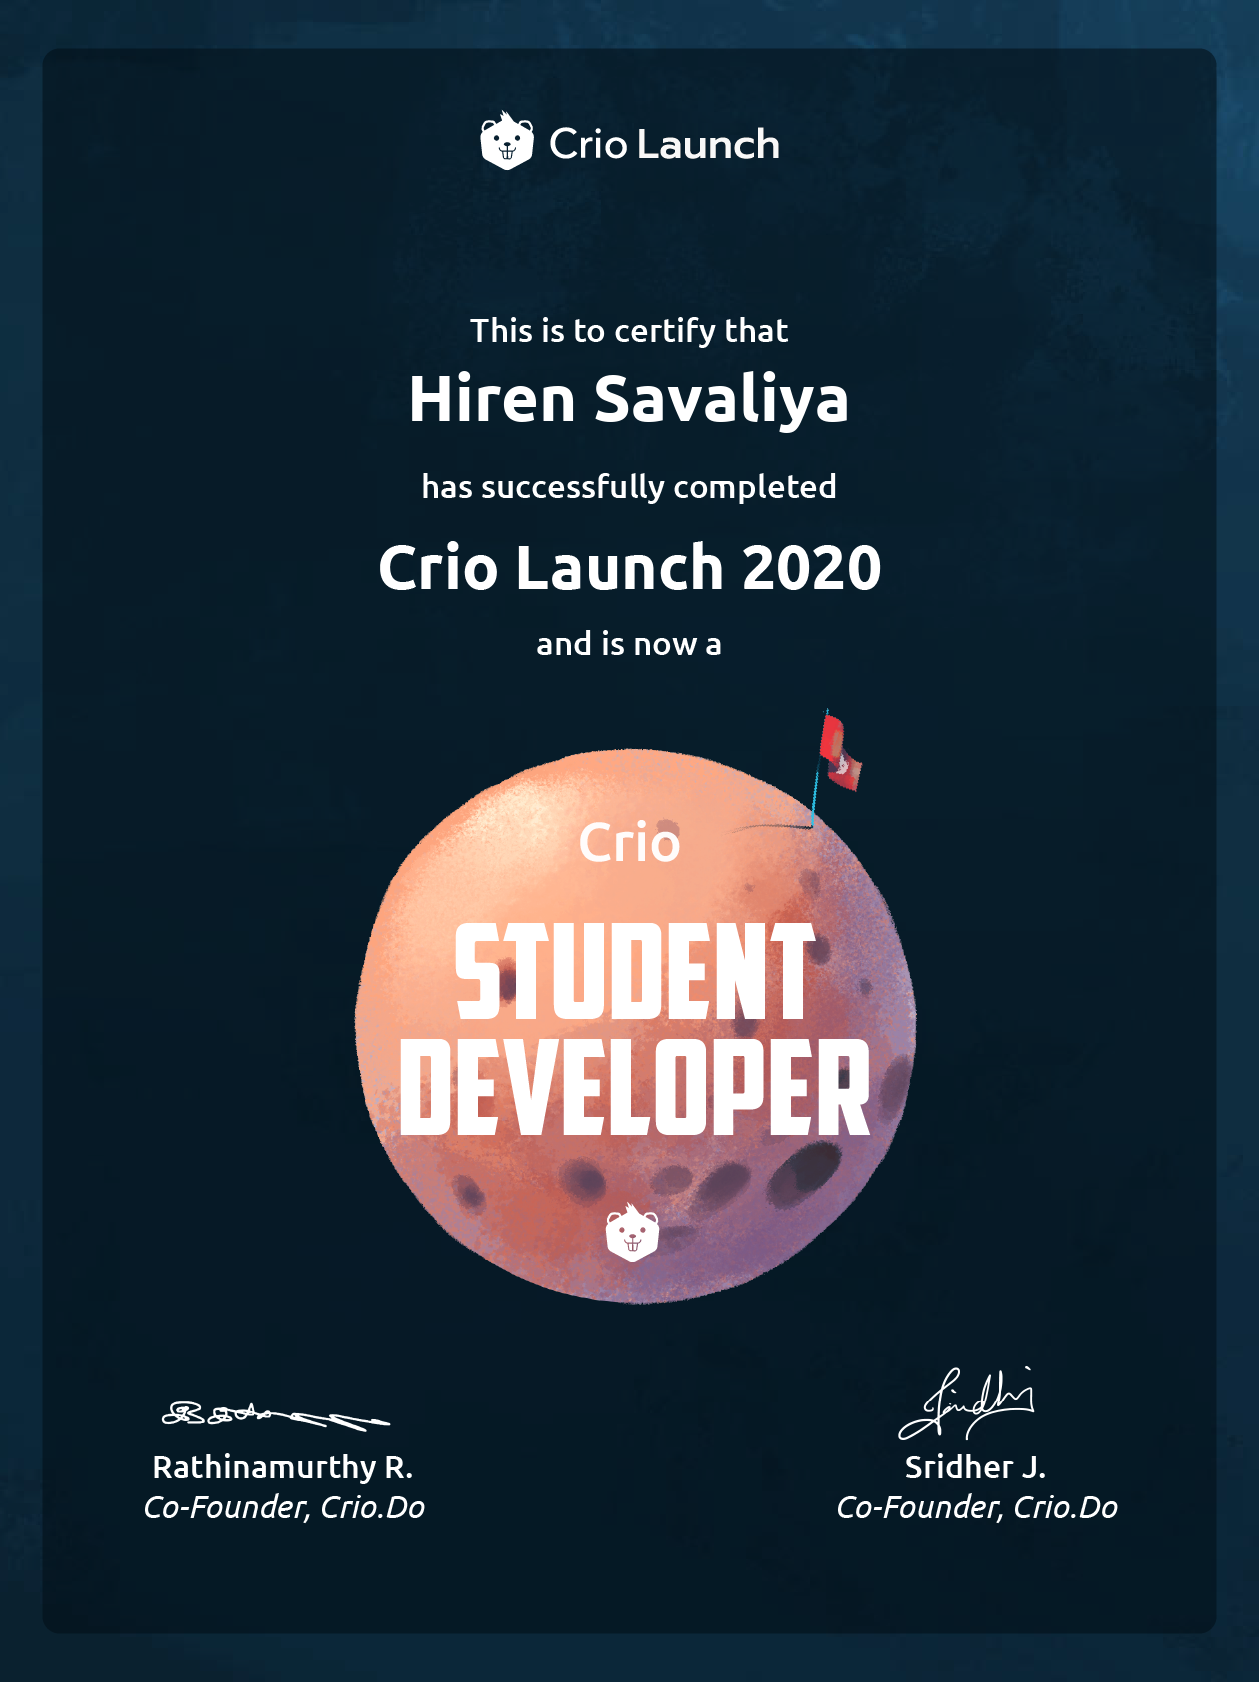 Crio Launch
This is to certify that
Hiren Savaliya
has successfully completed
Crio Launch 2020
and is now a
Crio
STUDENT
DEVELOPER
Rathinamurthy R.
Co-Founder, Crio.Do
Sridher J.
Co-Founder, Crio.Do